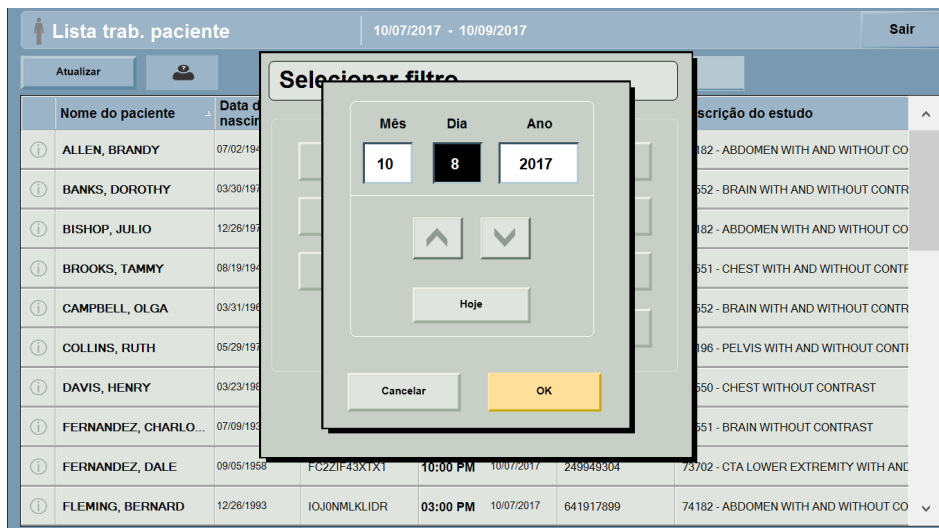 Lista trab. paciente
10/07/2017 - 10/09/2017
Sair
Atualizar
Selecionar filtro
Nome do paciente
Data d
nascin
scrição do estudo
Mês Dia Ano
10 8 2017
Hoje
Cancelar OK
ALLEN, BRANDY 07/02/194 182 - ABDOMEN WITH AND WITHOUT CO
BANKS, DOROTHY 03/30/197 552 - BRAIN WITH AND WITHOUT CONTR
BISHOP, JULIO 12/26/197 182 - ABDOMEN WITH AND WITHOUT CO
BROOKS, TAMMY 08/19/194 551 - CHEST WITH AND WITHOUT CONTR
CAMPBELL, OLGA 03/31/196 552 - BRAIN WITH AND WITHOUT CONTR
COLLINS, RUTH 05/29/197 196 - PELVIS WITH AND WITHOUT CONTI
DAVIS, HENRY 03/23/198 550 - CHEST WITHOUT CONTRAST
FERNANDEZ, CHARLO... 07/09/193 551 - BRAIN WITHOUT CONTRAST
FERNANDEZ, DALE 09/05/1958 FC2ZIF43XTX1 10:00 PM 10/07/2017 249949304 73702 - CTA LOWER EXTREMITY WITH AND
FLEMING, BERNARD 12/26/1993 IOJ0NMLKLIDR 03:00 PM 10/07/2017 641917899 74182 - ABDOMEN WITH AND WITHOUT CO